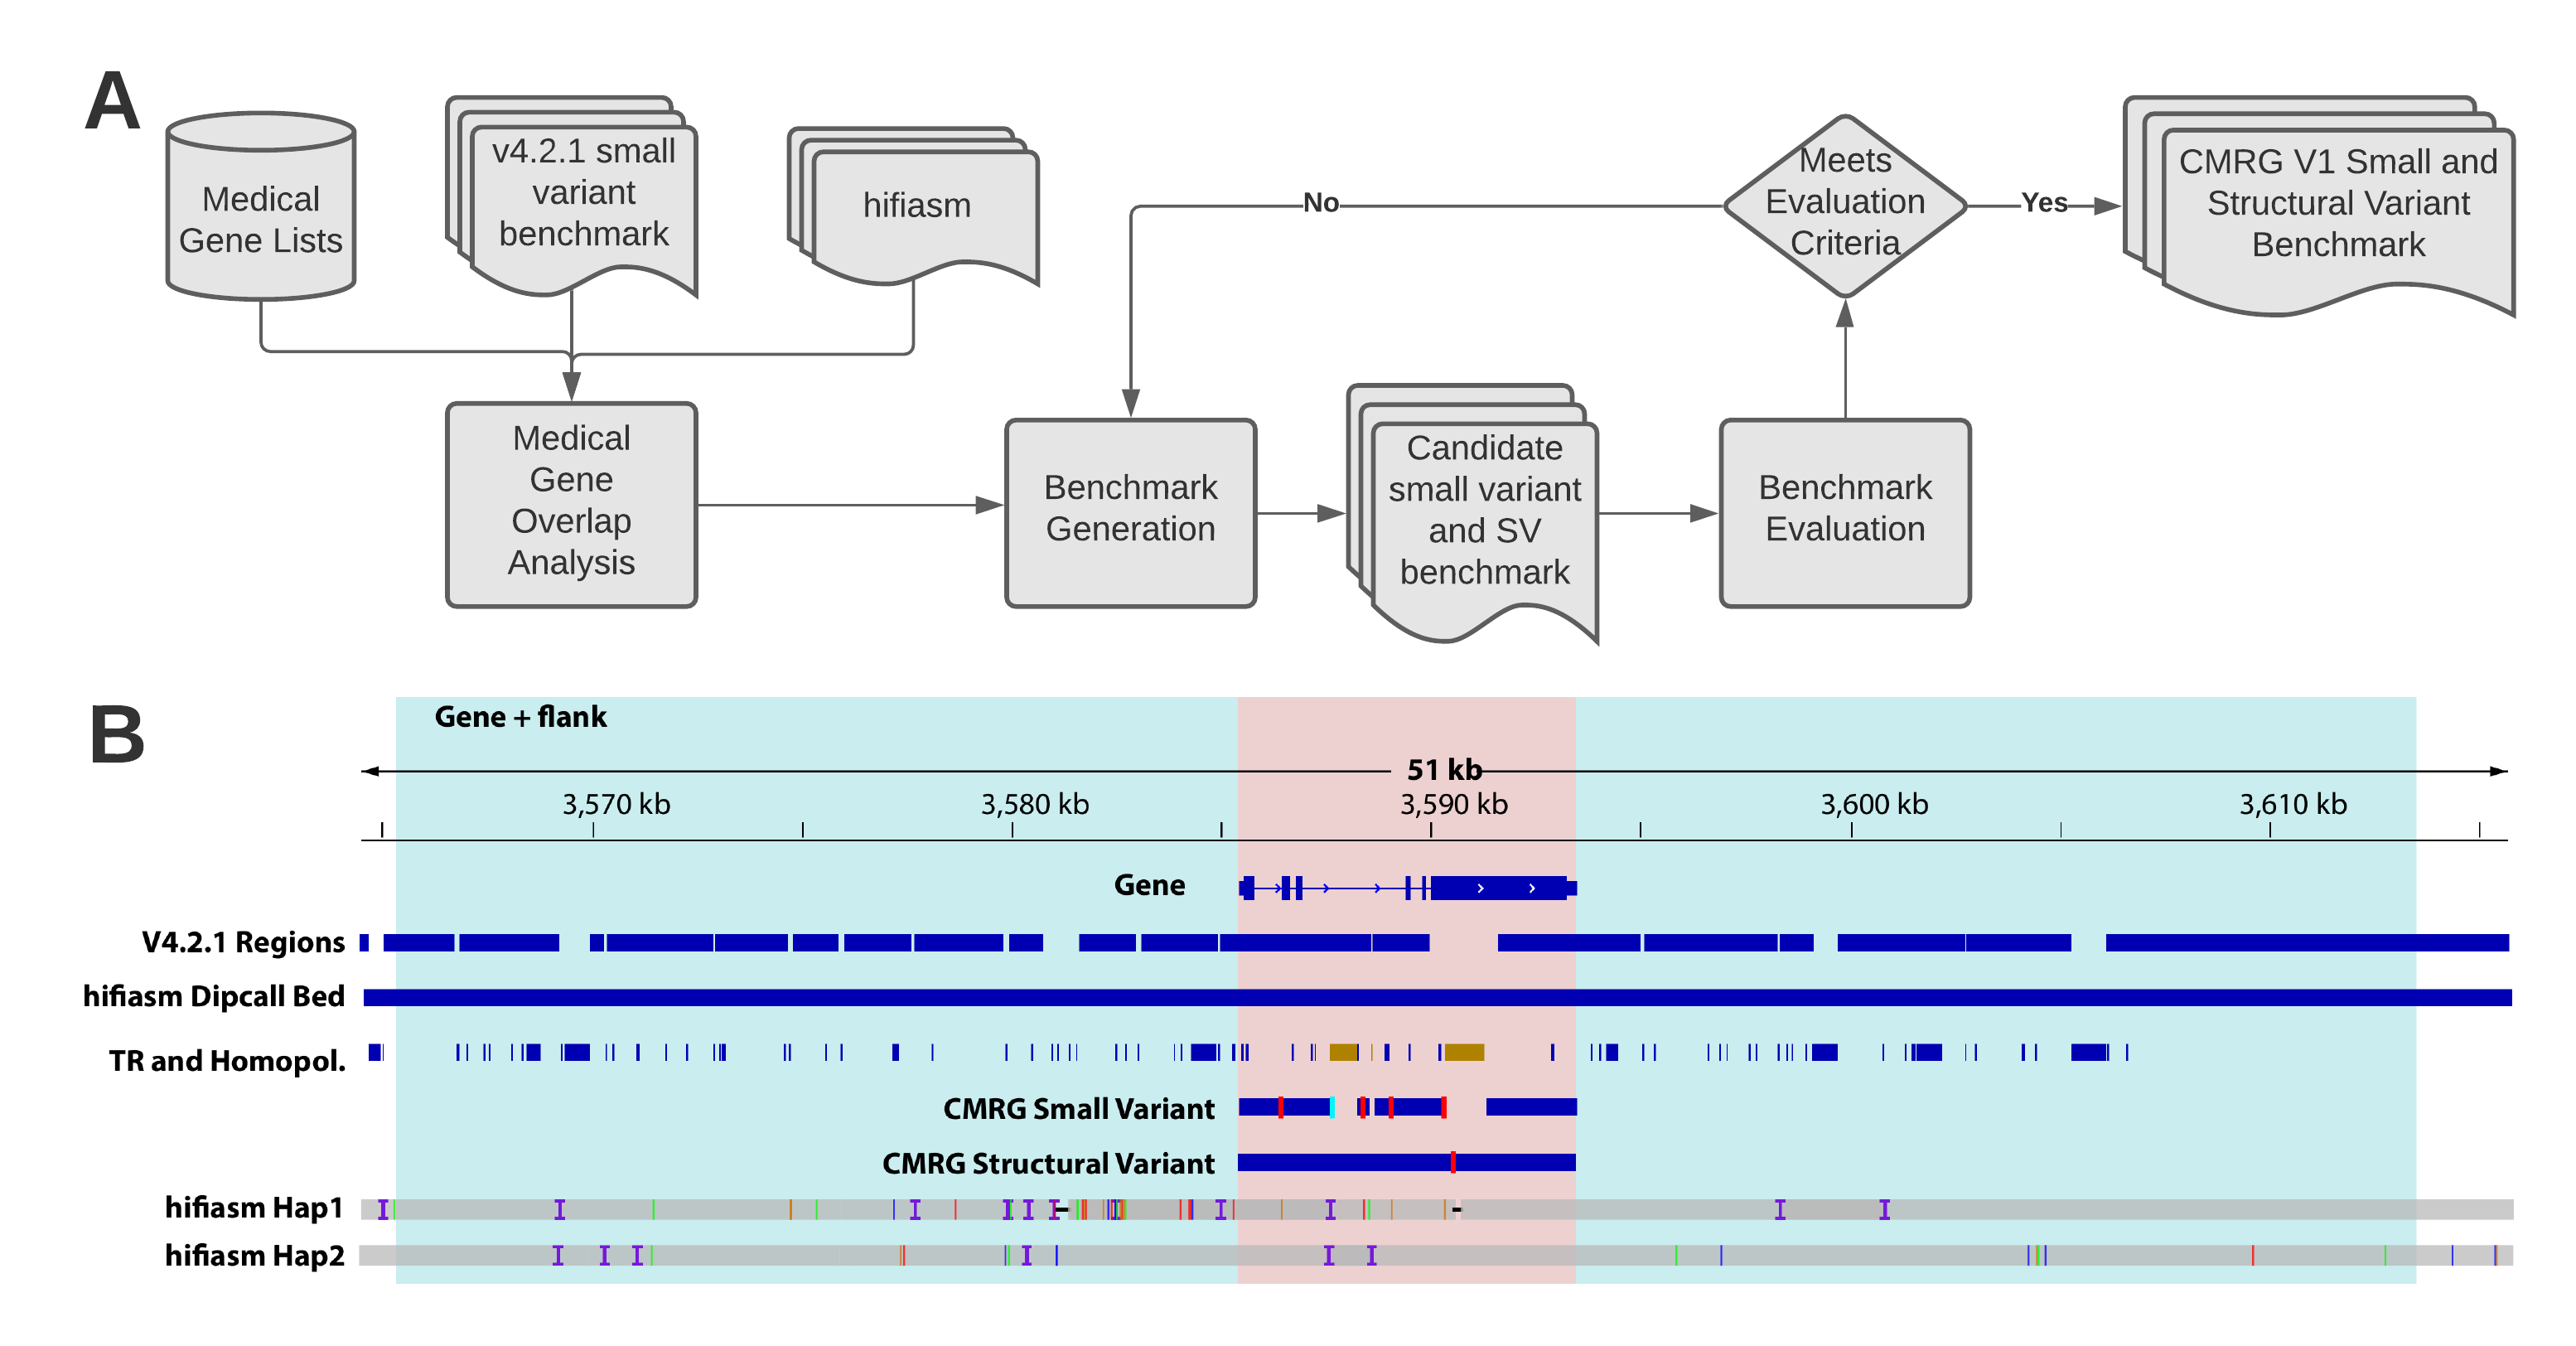 A
Medical
Gene Lists
v4.2.1 small
variant
benchmark
hifiasm
No
Meets
Evaluation
Criteria
Yes
CMRG V1 Small and
Structural Variant
Benchmark
Medical
Gene
Overlap
Analysis
Benchmark
Generation
Candidate
small variant
and SV
benchmark
Benchmark
Evaluation
B
Gene + flank
51 kb
3,570 kb
3,580 kb
3,590 kb
3,600 kb
3,610 kb
Gene
V4.2.1 Regions
hifiasm Dipcall Bed
TR and Homopol.
CMRG Small Variant
CMRG Structural Variant
hifiasm Hap1
hifiasm Hap2